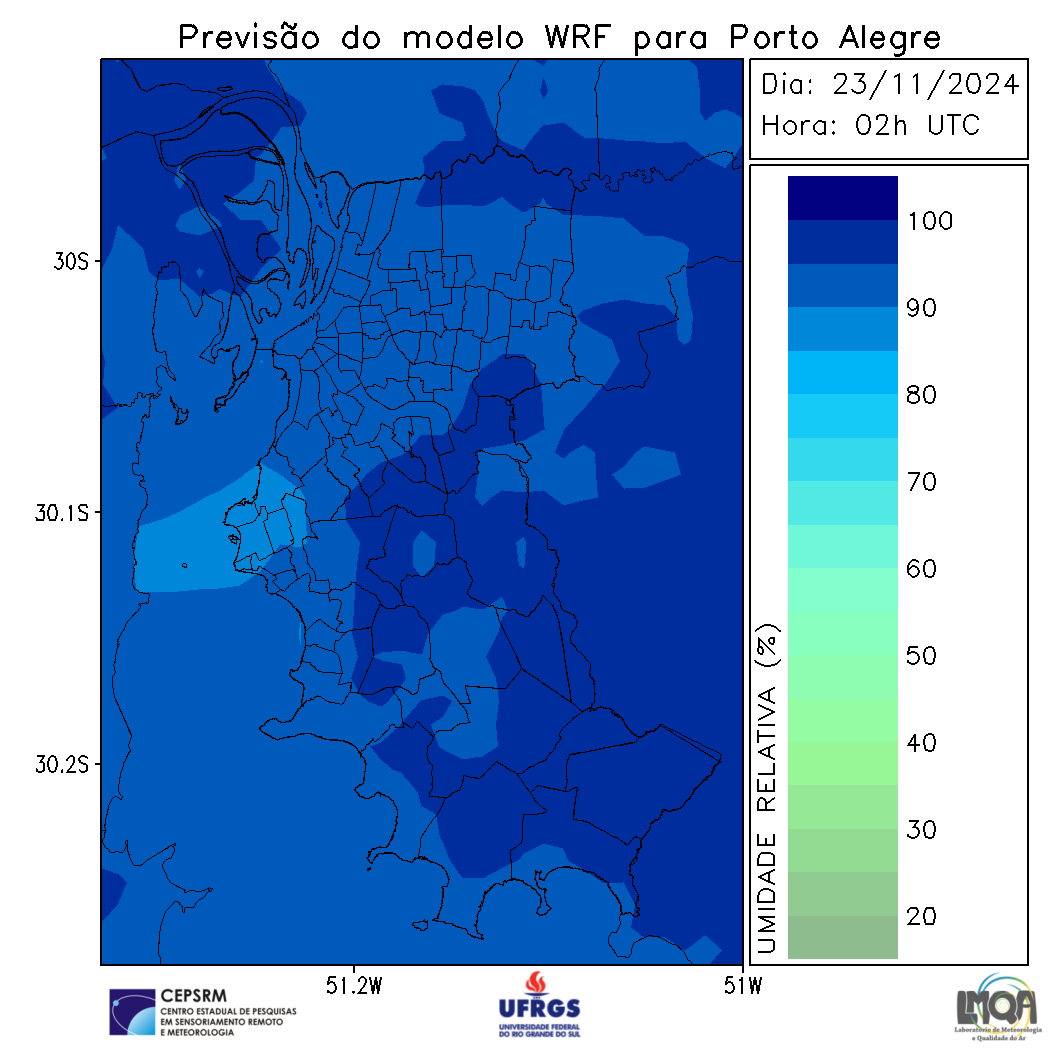 Previsão do modelo WRF para Porto Alegre
Dia: 23/11/2024
Hora: 02h UTC
100
90
80
70
60
50
40
30
20
UMIDADE RELATIVA (%)
30S
30.1S
30.2S
51.2W
51W
CEPSRM
CENTRO ESTADUAL DE PESQUISAS
EM SENSORIAMENTO REMOTO
E METEOROLOGIA
UFRGS
UNIVERSIDADE FEDERAL
DO RIO GRANDE DO SUL
LMQA
Laboratório de Meteorologia
e Qualidade do Ar